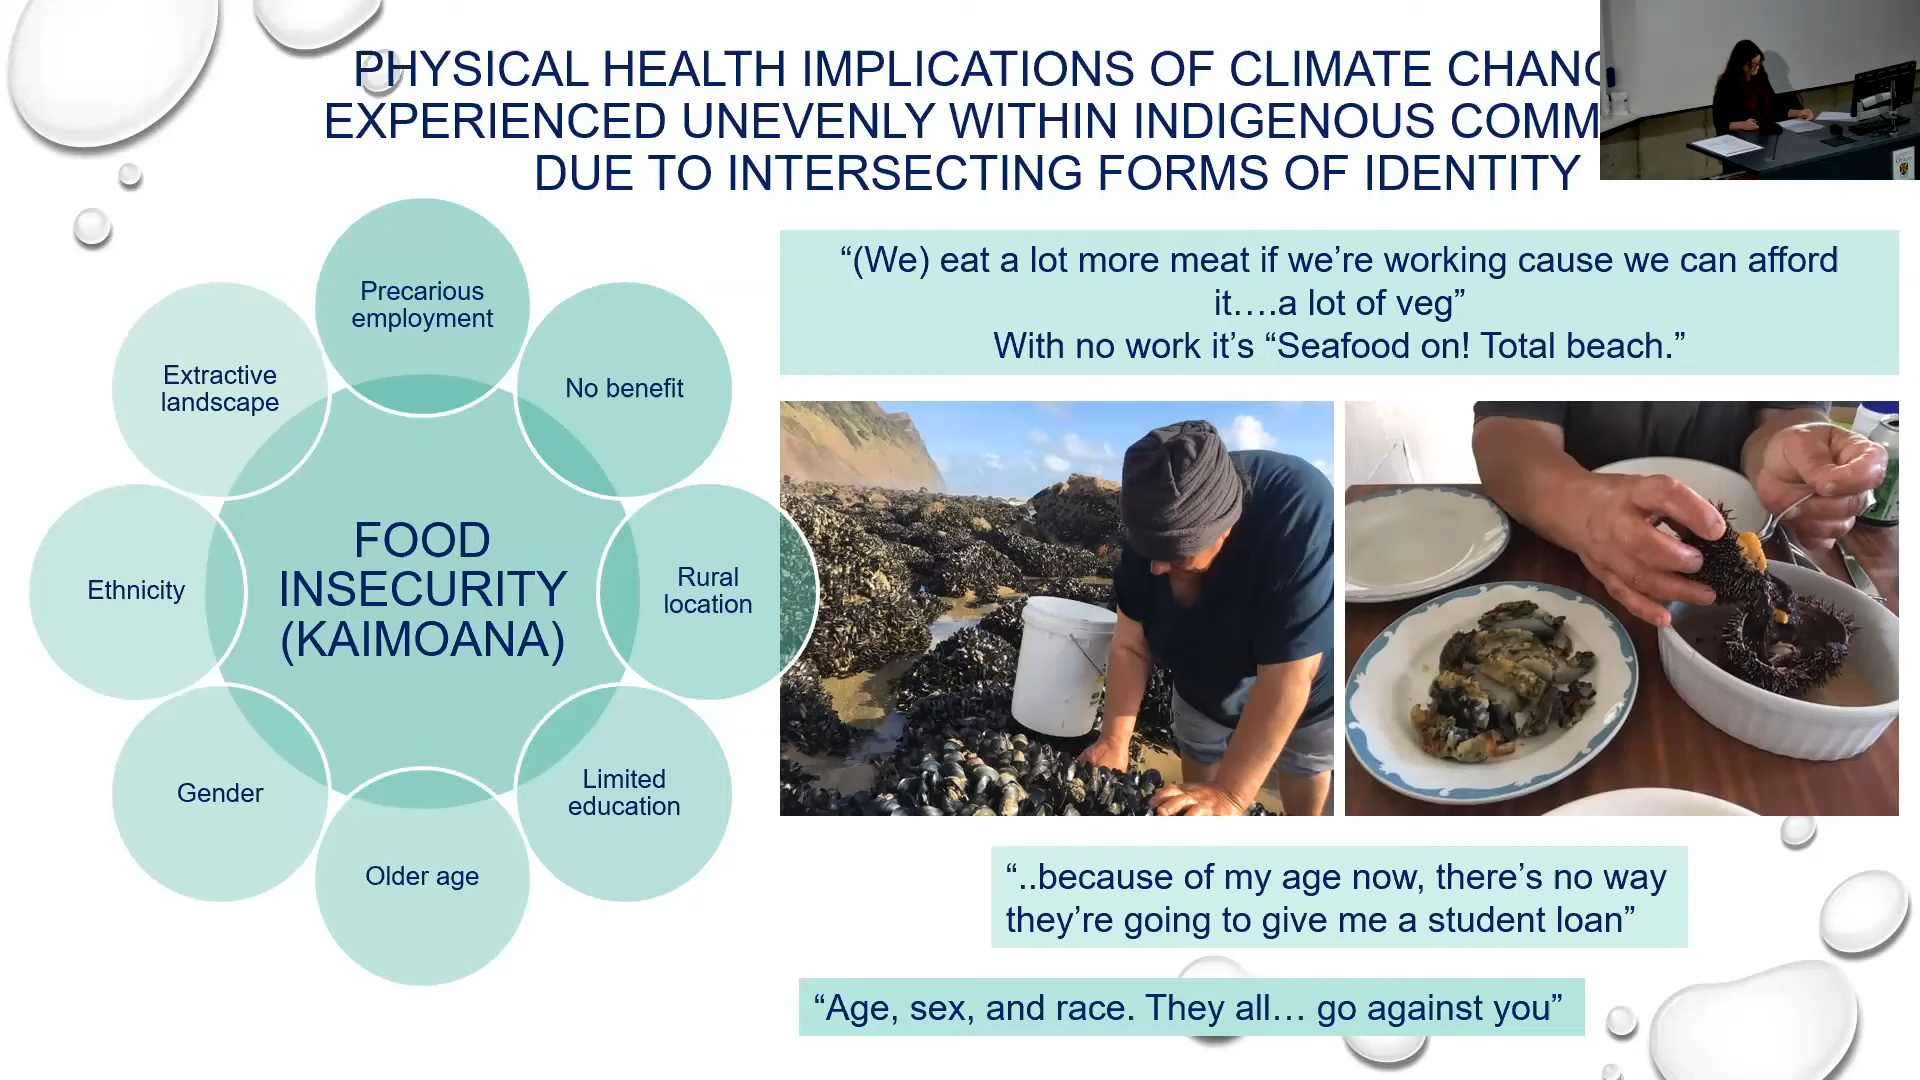 PHYSICAL HEALTH IMPLICATIONS OF CLIMATE
EXPERIENCED UNEVENLY WITHIN INDIGENOUS
DUE TO INTERSECTING FORMS OF IDENTITY
Precarious
employment
No benefit
Rural
location
Limited
education
Older age
Gender
Ethnicity
Extractive
landscape
FOOD
INSECURITY
(KAIMOANA)
“(We) eat a lot more meat if we’re working cause we can afford
it….a lot of veg”
With no work it’s “Seafood on! Total beach.”
“..because of my age now, there’s no way
they’re going to give me a student loan”
“Age, sex, and race. They all… go against you”